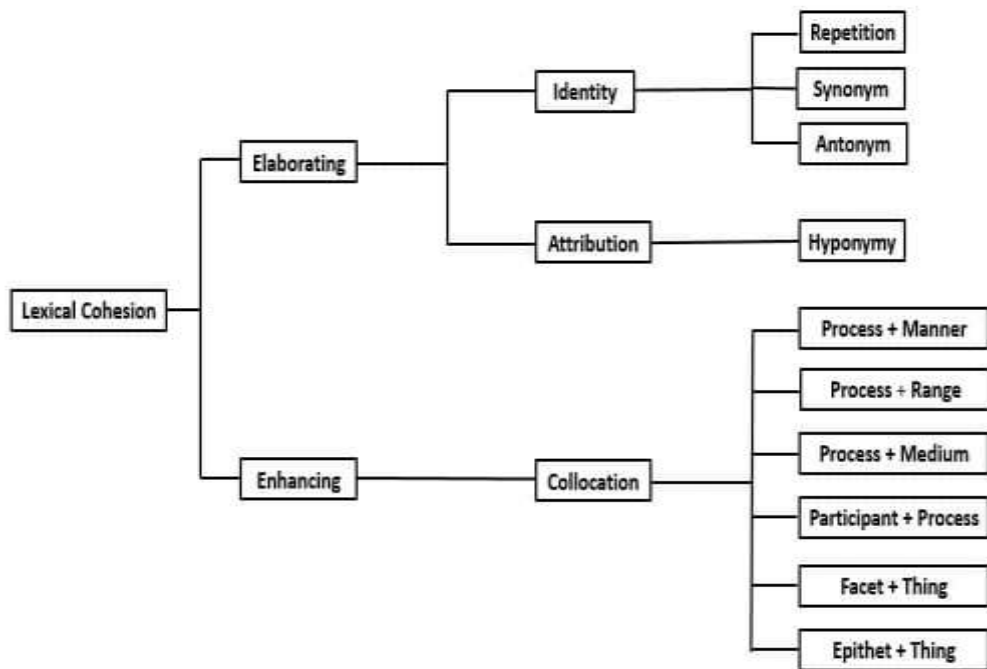 Repetition
Identity
Synonym
Antonym
Elaborating
Attribution
Hyponymy
Lexical Cohesion
Process + Manner
Process + Range
Process + Medium
Enhancing
Collocation
Participant + Process
Facet + Thing
Epithet + Thing